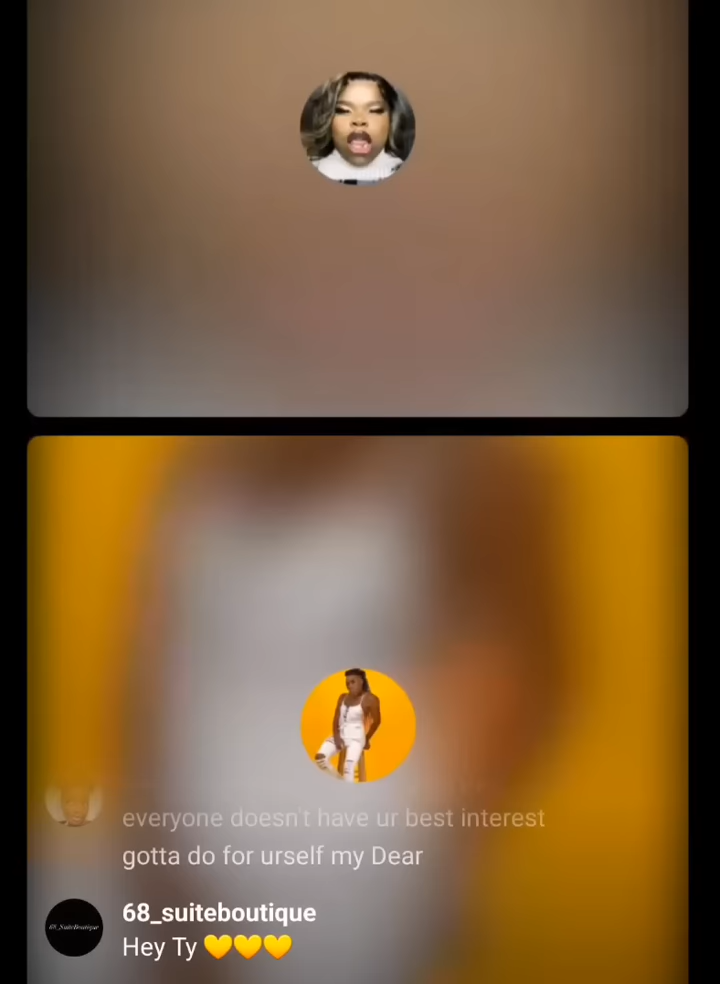 everyone doesn't have ur best interest
gotta do for urself my Dear
68_suiteboutique
Hey Ty 💛💛💛